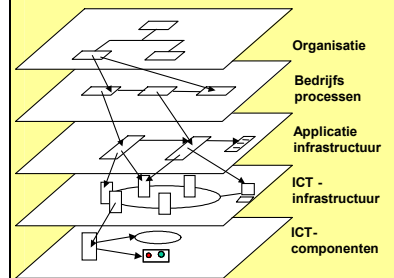 Organisatie
Bedrijfs
processen
Applicatie
infrastructuur
ICT -
infrastructuur
ICT-
componenten